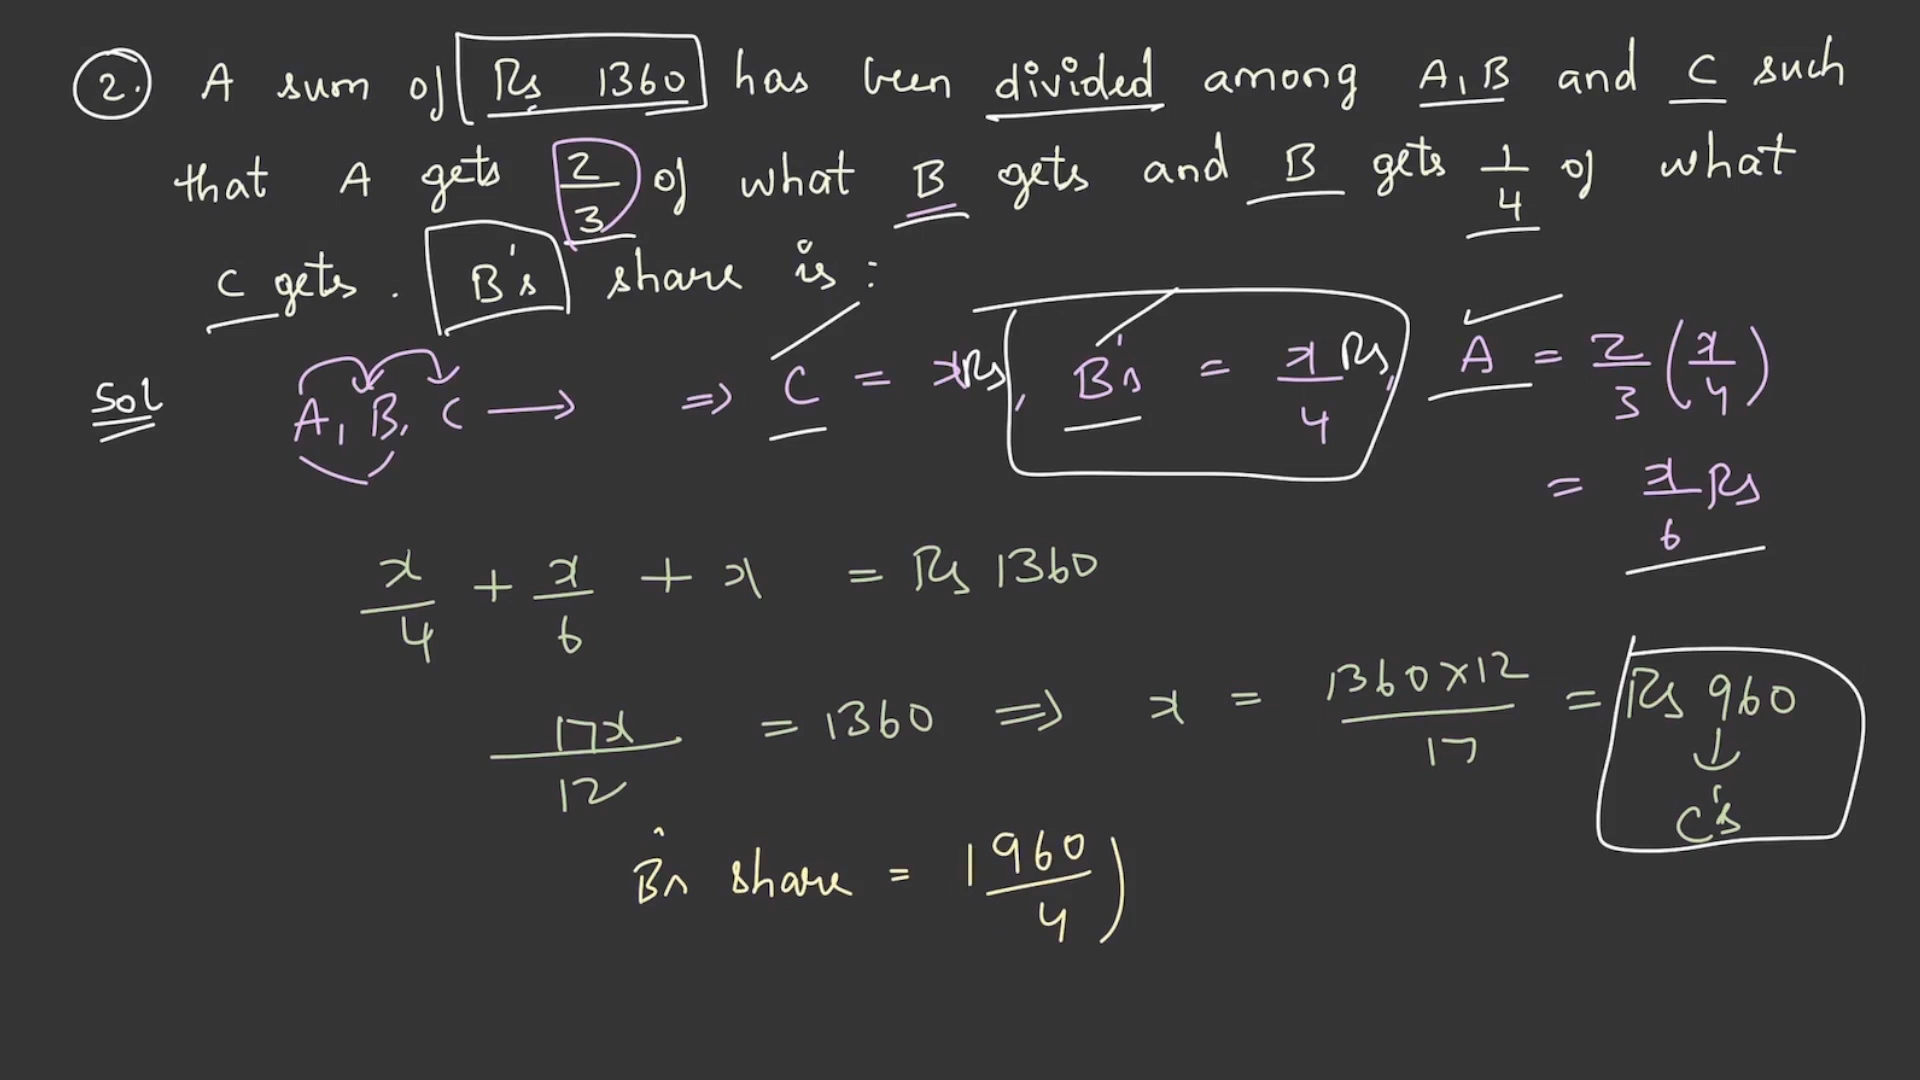 2. A sum of Rs 1360 has been divided among A, B and C such
that A gets 2/3 of what B gets and B gets 1/4 of what
C gets. B's share is:
Sol A, B, C → ⇒ C = x Rs, B's = x/4 Rs, A = 2/3 (x/4)
= x/6 Rs
x/4 + x/6 + x = Rs 1360
17x/12 = 1360 ⇒ x = 1360×12/17 = Rs 960
↓
C's
B's share = (960/4)